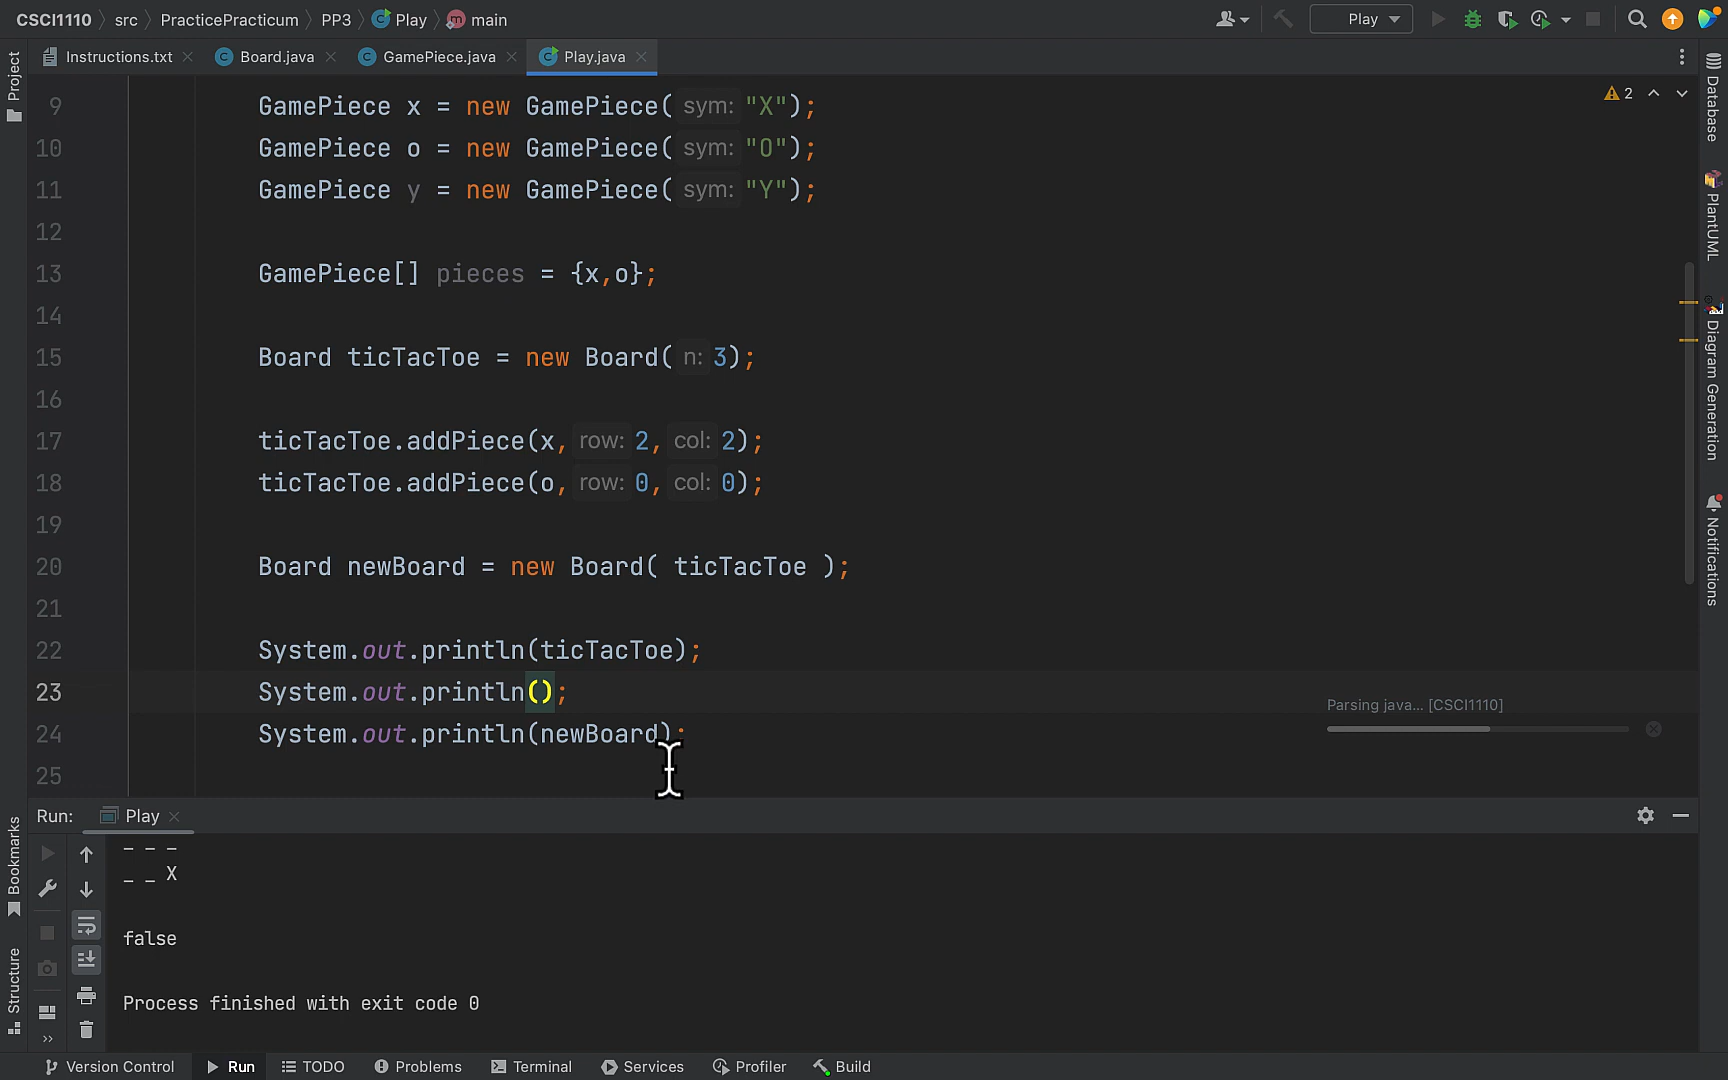 CSCI1110 src PracticePracticum PP3 Play main
Play
Instructions.txt Board.java GamePiece.java Play.java
Project
2
9 GamePiece x = new GamePiece( sym: "X");
10 GamePiece o = new GamePiece( sym: "O");
11 GamePiece y = new GamePiece( sym: "Y");
12
13 GamePiece[] pieces = {x,o};
14
15 Board ticTacToe = new Board( n: 3);
16
17 ticTacToe.addPiece(x, row: 2, col: 2);
18 ticTacToe.addPiece(o, row: 0, col: 0);
19
20 Board newBoard = new Board( ticTacToe );
21
22 System.out.println(ticTacToe);
23 System.out.println();
24 System.out.println(newBoard);
25
Parsing java... [CSCI1110]
Database
PlantUML
Diagram Generation
Notifications
Run: Play
_ _ _
_ _ X
false
Process finished with exit code 0
Bookmarks
Structure
Version Control Run TODO Problems Terminal Services Profiler Build